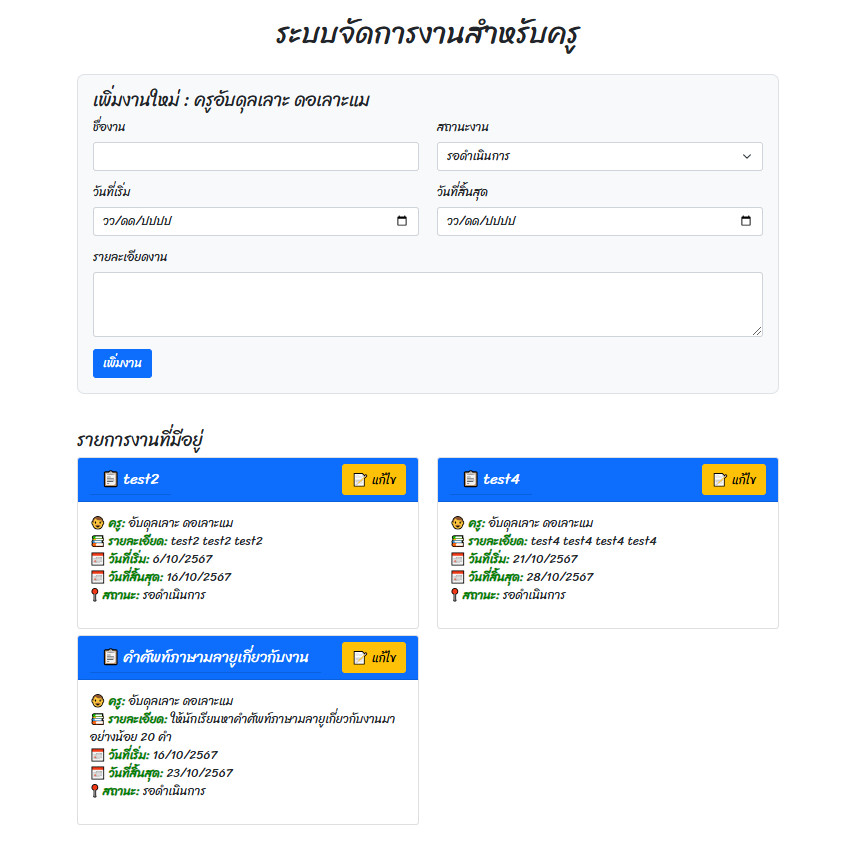 ระบบจัดการงานสำหรับครู
เพิ่มงานใหม่ : ครูอับดุลเลาะ ดอเลาะแม
ชื่องาน
สถานะงาน
รอดำเนินการ
วันที่เริ่ม
วันที่สิ้นสุด
วว/ดด/ปปปป
วว/ดด/ปปปป
รายละเอียดงาน
เพิ่มงาน
รายการงานที่มีอยู่
📋 test2
📝 แก้ไข
👨 ครู: อับดุลเลาะ ดอเลาะแม
📚 รายละเอียด: test2 test2 test2
📅 วันที่เริ่ม: 6/10/2567
📅 วันที่สิ้นสุด: 16/10/2567
📍 สถานะ: รอดำเนินการ
📋 test4
📝 แก้ไข
👨 ครู: อับดุลเลาะ ดอเลาะแม
📚 รายละเอียด: test4 test4 test4 test4
📅 วันที่เริ่ม: 21/10/2567
📅 วันที่สิ้นสุด: 28/10/2567
📍 สถานะ: รอดำเนินการ
📋 คำศัพท์ภาษามลายูเกี่ยวกับงาน
📝 แก้ไข
👨 ครู: อับดุลเลาะ ดอเลาะแม
📚 รายละเอียด: ให้นักเรียนหาคำศัพท์ภาษามลายูเกี่ยวกับงานมา
อย่างน้อย 20 คำ
📅 วันที่เริ่ม: 16/10/2567
📅 วันที่สิ้นสุด: 23/10/2567
📍 สถานะ: รอดำเนินการ